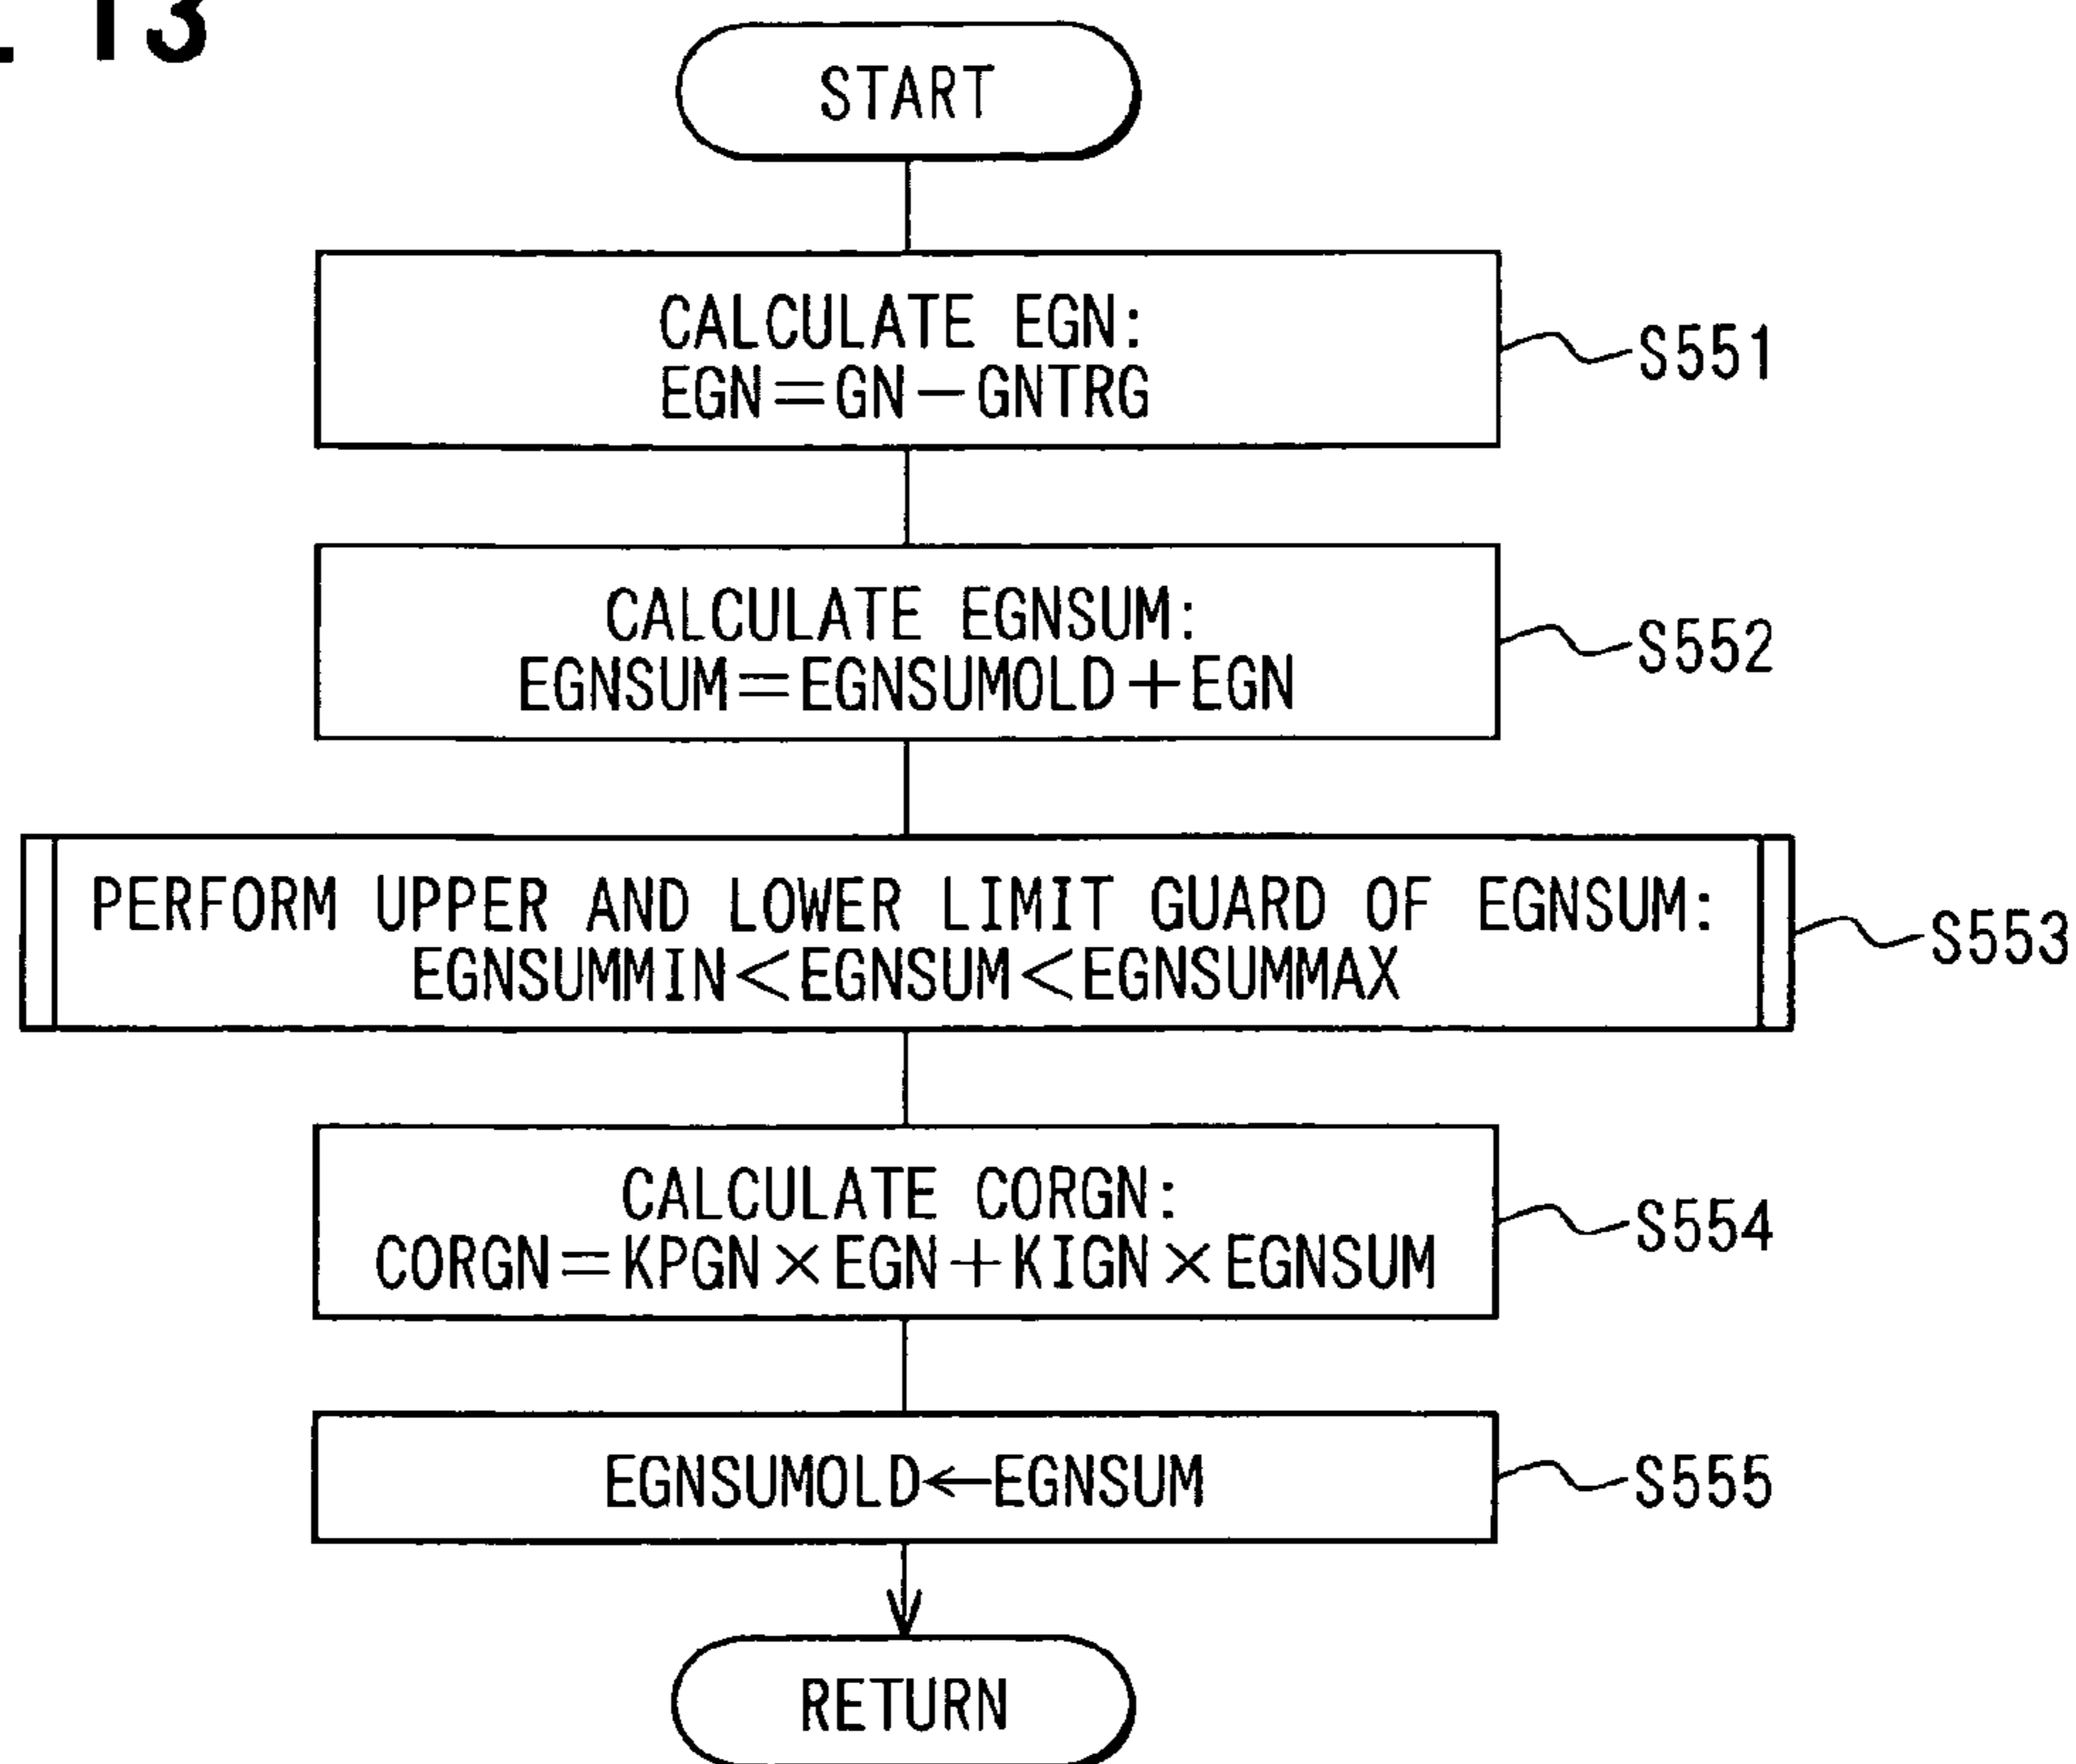 . 13
START
CALCULATE EGN:
EGN=GN-GNTRG
S551
CALCULATE EGNSUM:
EGNSUM=EGNSUMOLD+EGN
S552
PERFORM UPPER AND LOWER LIMIT GUARD OF EGNSUM:
EGNSUMMIN<EGNSUM<EGNSUMMAX
S553
CALCULATE CORGN:
CORGN=KPGN×EGN+KIGN×EGNSUM
S554
EGNSUMOLD←EGNSUM
S555
RETURN